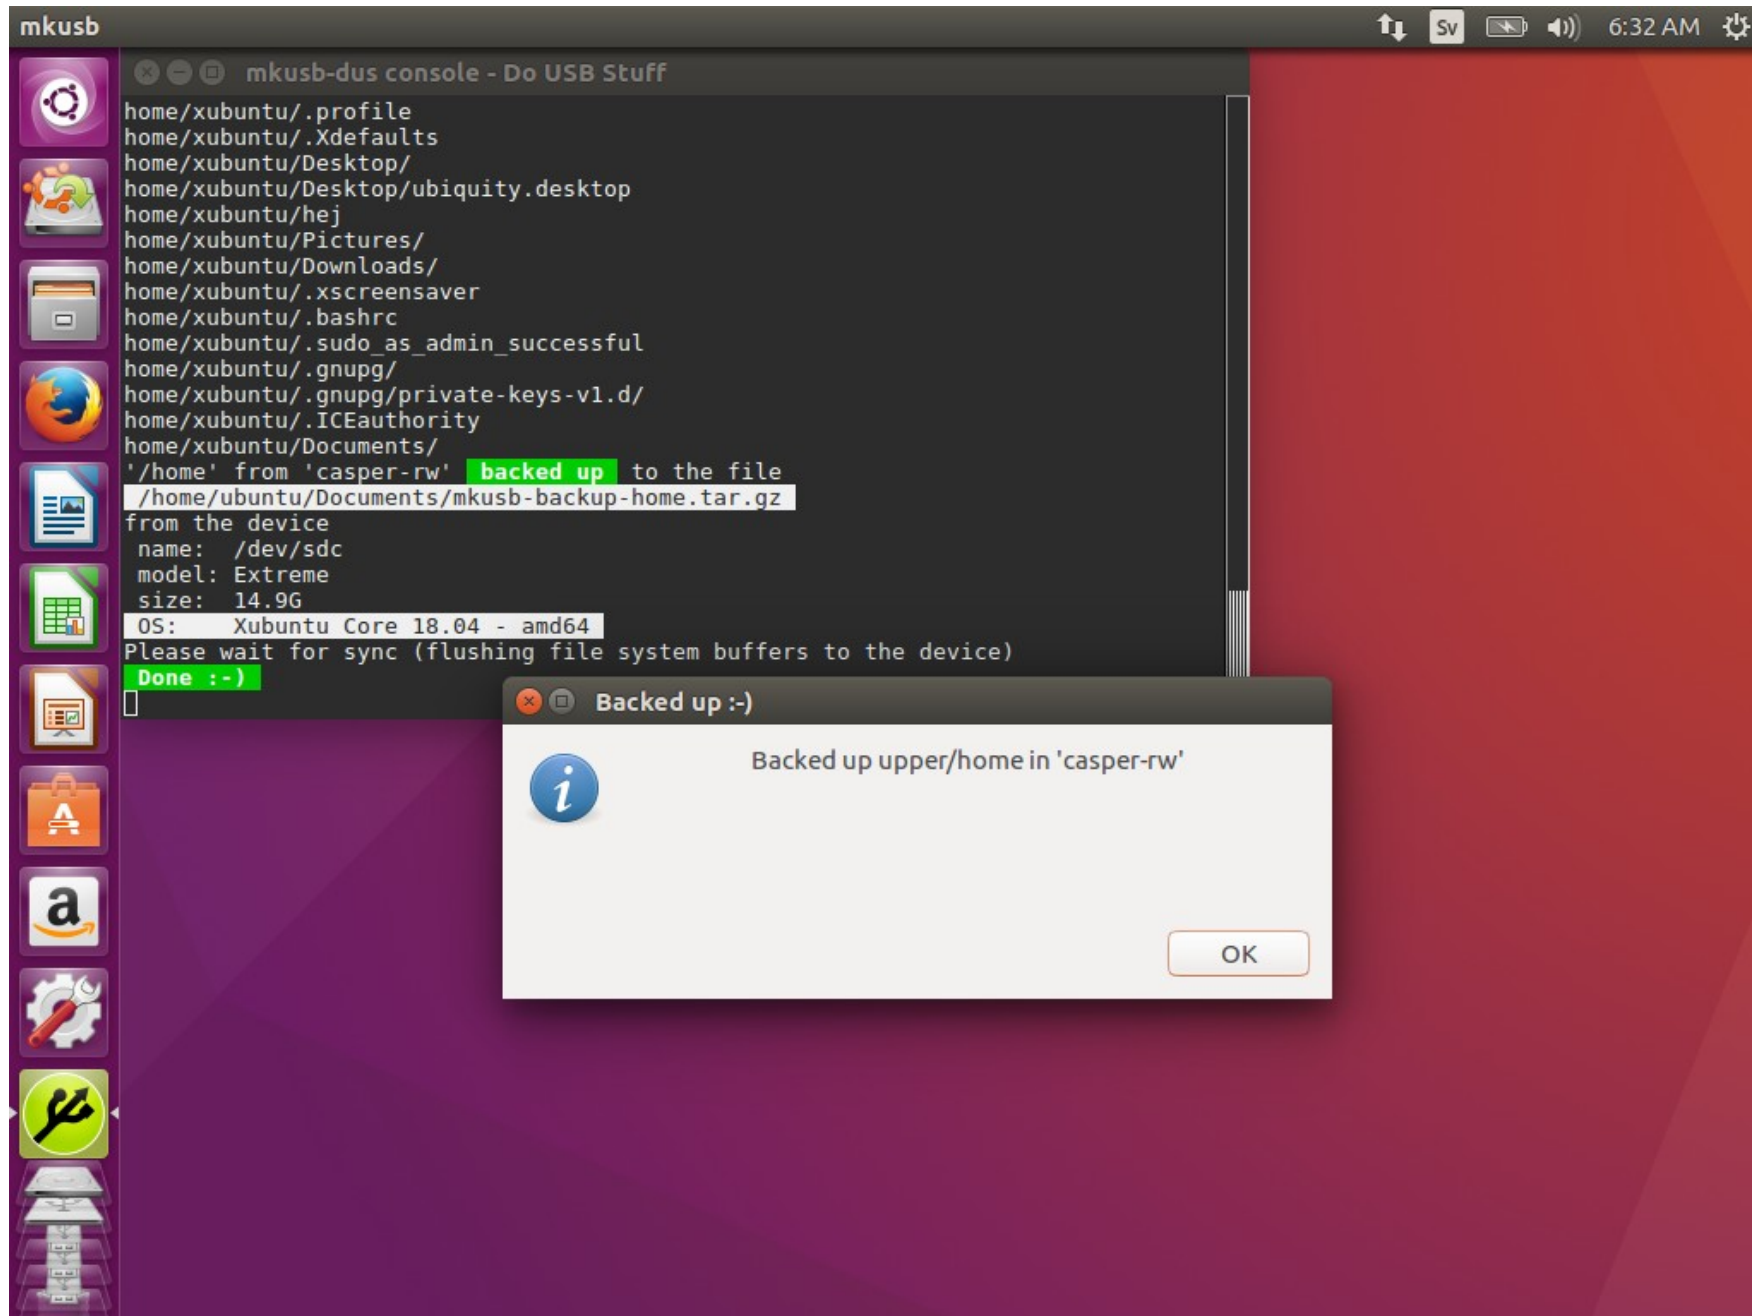 mkusb
Sv
6:32 AM
mkusb-dus console - Do USB Stuff
home/xubuntu/.profile
home/xubuntu/.Xdefaults
home/xubuntu/Desktop/
home/xubuntu/Desktop/ubiquity.desktop
home/xubuntu/hej
home/xubuntu/Pictures/
home/xubuntu/Downloads/
home/xubuntu/.xscreensaver
home/xubuntu/.bashrc
home/xubuntu/.sudo_as_admin_successful
home/xubuntu/.gnupg/
home/xubuntu/.gnupg/private-keys-v1.d/
home/xubuntu/.ICEauthority
home/xubuntu/Documents/
'/home' from 'casper-rw' backed up to the file
/home/ubuntu/Documents/mkusb-backup-home.tar.gz
from the device
name: /dev/sdc
model: Extreme
size: 14.9G
OS: Xubuntu Core 18.04 - amd64
Please wait for sync (flushing file system buffers to the device)
Done :-)
Backed up :-)
Backed up upper/home in 'casper-rw'
OK